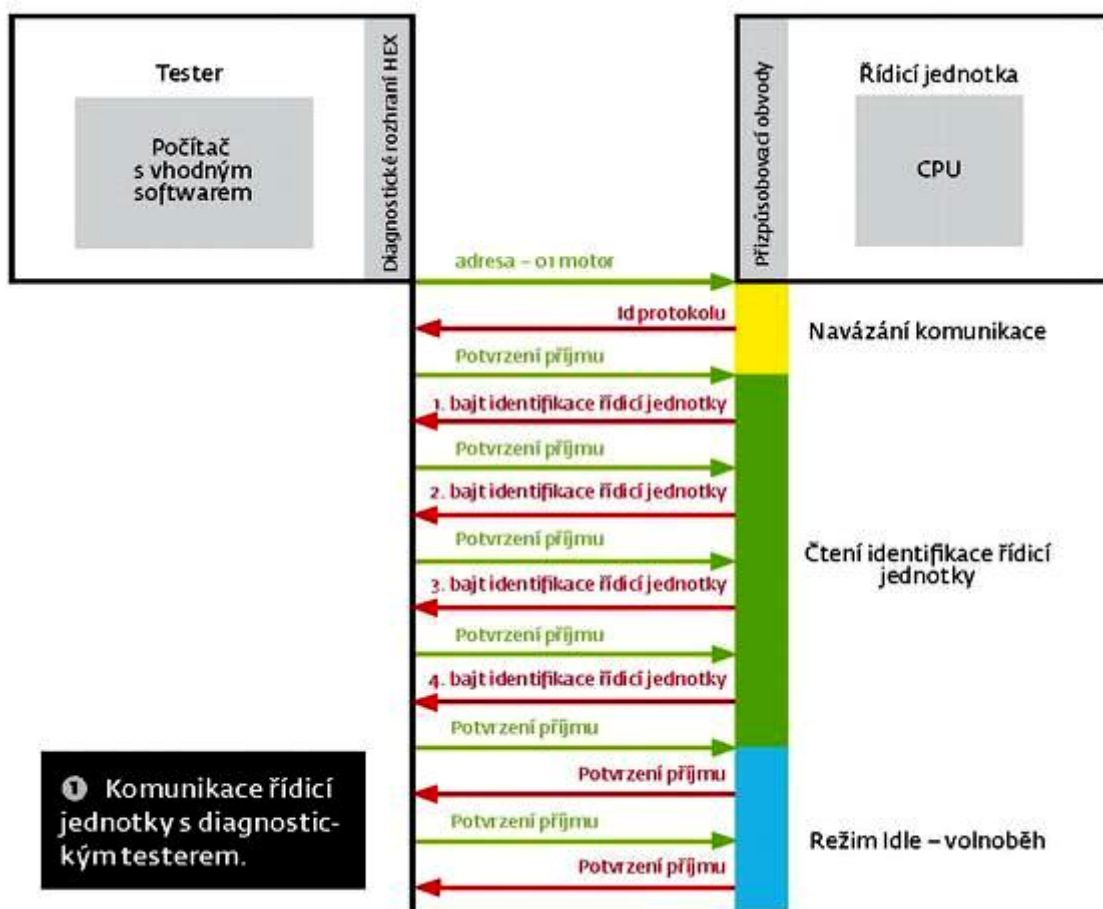 Tester
Počítač
s vhodným
softwarem
Diagnostické rozhraní HEX
Přizpůsobovací obvody
Řídicí jednotka
CPU
adresa – 01 motor
Id protokolu
Potvrzení příjmu
Navázání komunikace
1. bajt identifikace řídicí jednotky
Potvrzení příjmu
2. bajt identifikace řídicí jednotky
Potvrzení příjmu
3. bajt identifikace řídicí jednotky
Potvrzení příjmu
4. bajt identifikace řídicí jednotky
Potvrzení příjmu
Čtení identifikace řídicí
jednotky
Potvrzení příjmu
Potvrzení příjmu
Potvrzení příjmu
Režim Idle – volnoběh
1 Komunikace řídicí
jednotky s diagnostic-
kým testerem.